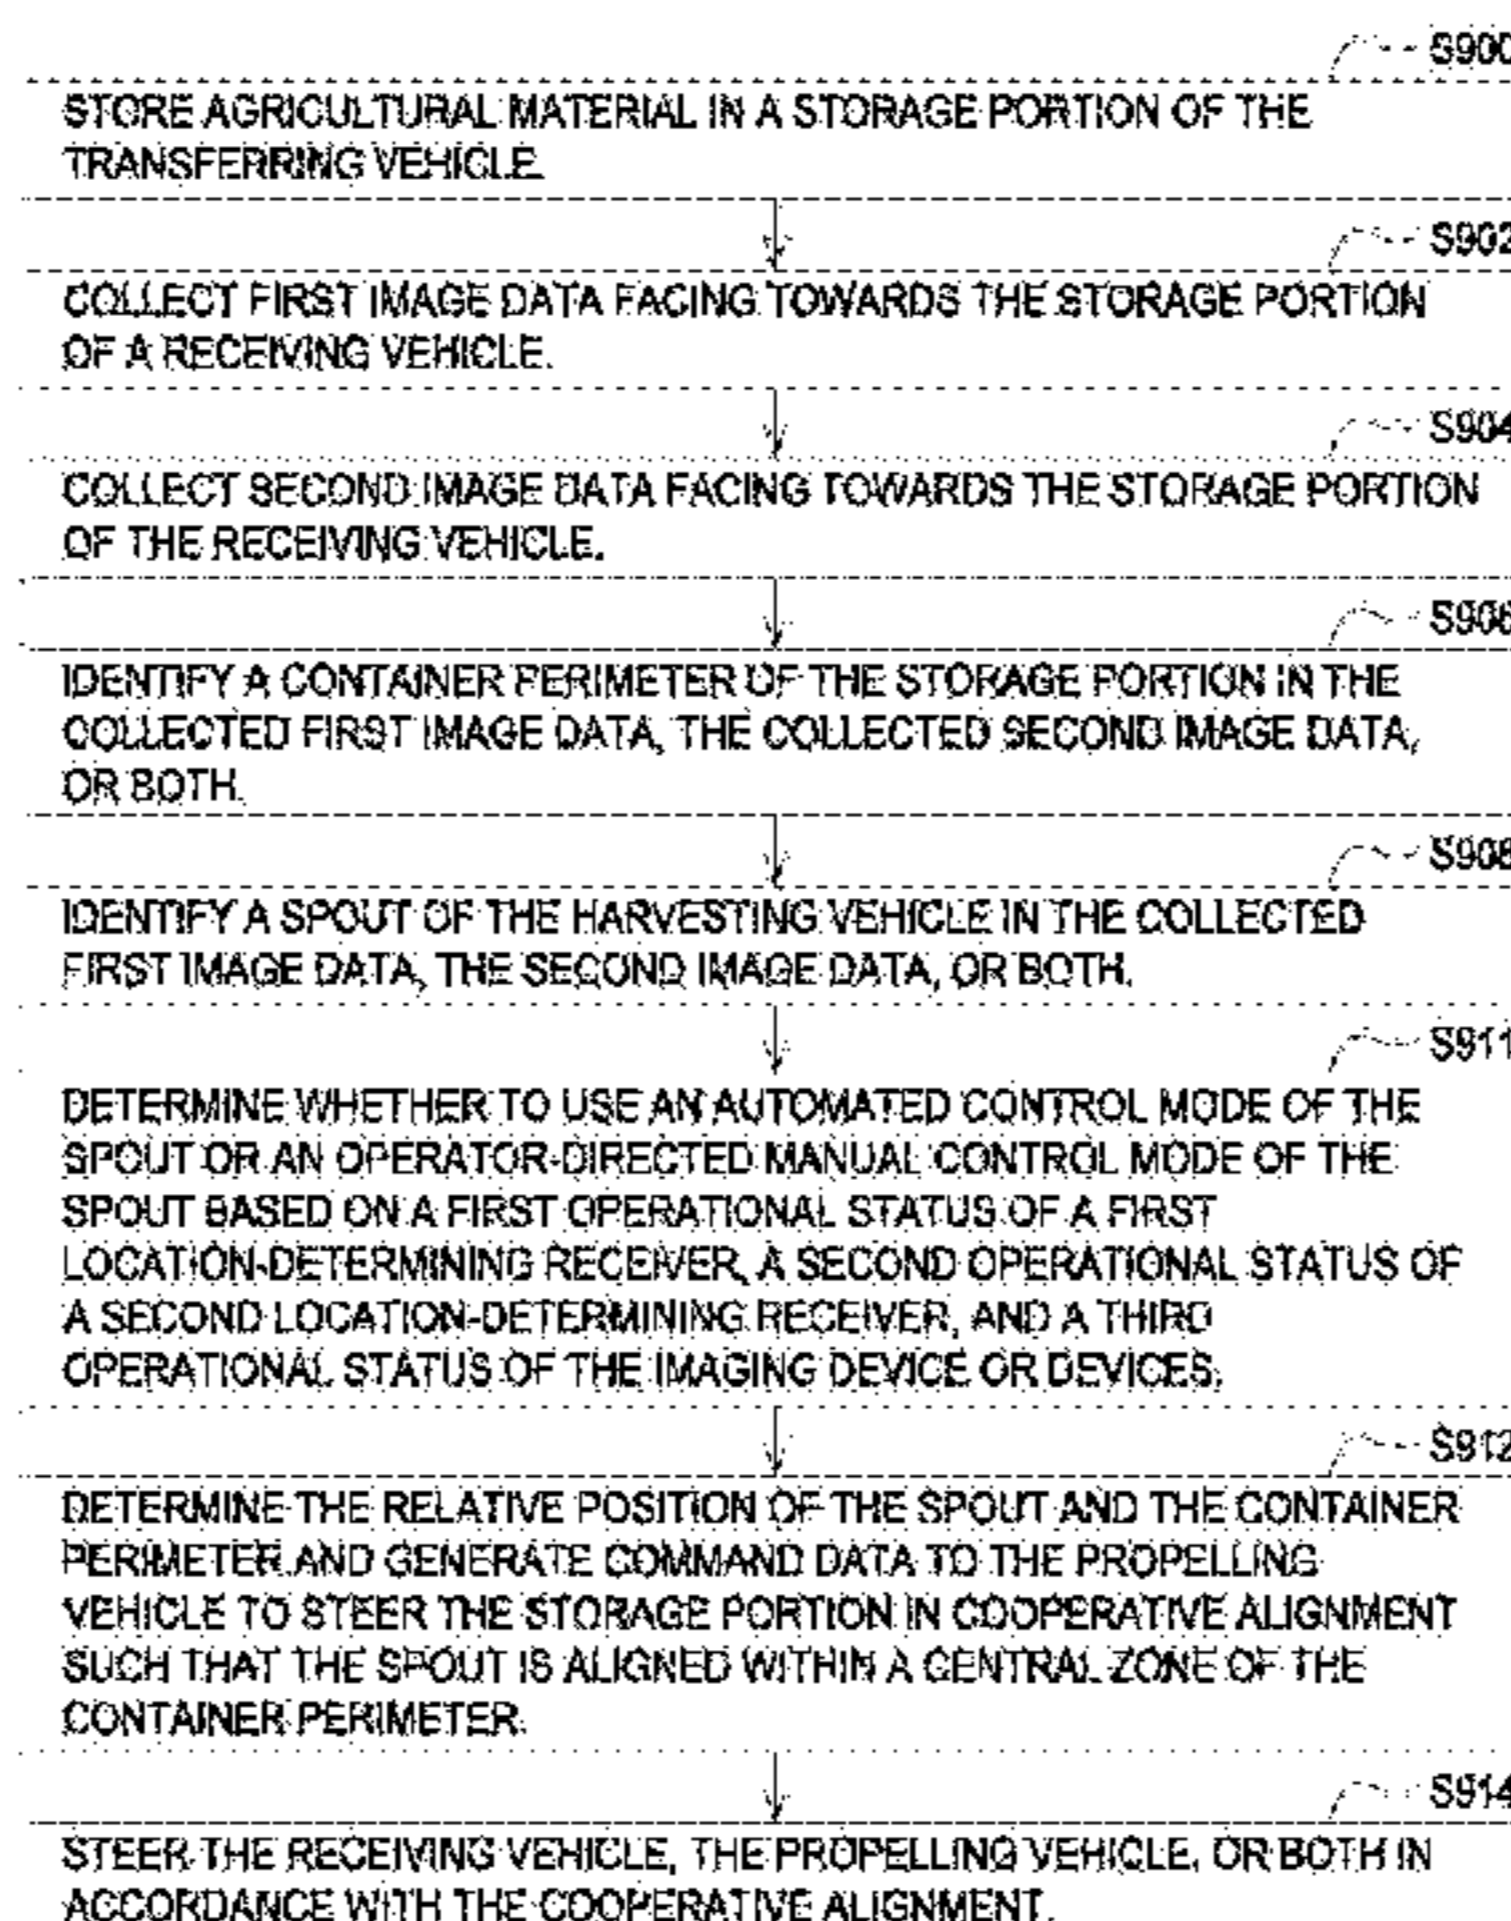 S900
STORE AGRICULTURAL MATERIAL IN A STORAGE PORTION OF THE
TRANSFERRING VEHICLE.
S902
COLLECT FIRST IMAGE DATA FACING TOWARDS THE STORAGE PORTION
OF A RECEIVING VEHICLE.
S904
COLLECT SECOND IMAGE DATA FACING TOWARDS THE STORAGE PORTION
OF THE RECEIVING VEHICLE.
S906
IDENTIFY A CONTAINER PERIMETER OF THE STORAGE PORTION IN THE
COLLECTED FIRST IMAGE DATA, THE COLLECTED SECOND IMAGE DATA,
OR BOTH.
S908
IDENTIFY A SPOUT OF THE HARVESTING VEHICLE IN THE COLLECTED
FIRST IMAGE DATA, THE SECOND IMAGE DATA, OR BOTH.
S911
DETERMINE WHETHER TO USE AN AUTOMATED CONTROL MODE OF THE
SPOUT OR AN OPERATOR-DIRECTED MANUAL CONTROL MODE OF THE
SPOUT BASED ON A FIRST OPERATIONAL STATUS OF A FIRST
LOCATION-DETERMINING RECEIVER, A SECOND OPERATIONAL STATUS OF
A SECOND LOCATION-DETERMINING RECEIVER, AND A THIRD
OPERATIONAL STATUS OF THE IMAGING DEVICE OR DEVICES.
S912
DETERMINE THE RELATIVE POSITION OF THE SPOUT AND THE CONTAINER
PERIMETER AND GENERATE COMMAND DATA TO THE PROPELLING
VEHICLE TO STEER THE STORAGE PORTION IN COOPERATIVE ALIGNMENT
SUCH THAT THE SPOUT IS ALIGNED WITHIN A CENTRAL ZONE OF THE
CONTAINER PERIMETER.
S914
STEER THE RECEIVING VEHICLE, THE PROPELLING VEHICLE, OR BOTH IN
ACCORDANCE WITH THE COOPERATIVE ALIGNMENT.